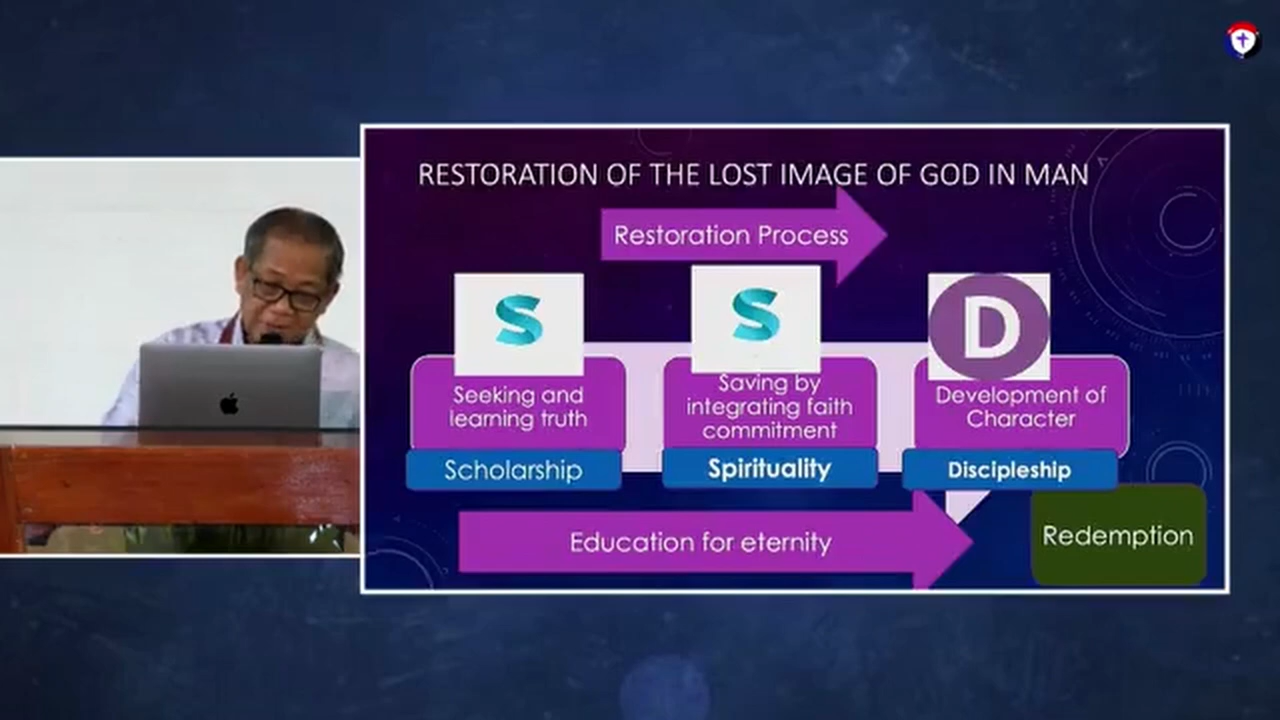 RESTORATION OF THE LOST IMAGE OF GOD IN MAN
Restoration Process
S
S
D
Seeking and
learning truth
Saving by
integrating faith
commitment
Development of
Character
Scholarship
Spirituality
Discipleship
Education for eternity
Redemption